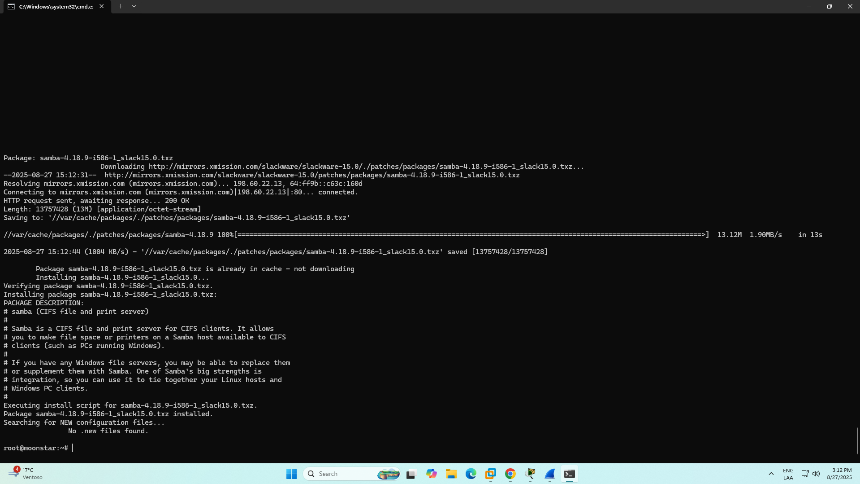 C:\Windows\system32\cmd.e
Package: samba-4.18.9-i586-1_slack15.0.txz
Downloading http://mirrors.xmission.com/slackware/slackware-15.0/./patches/packages/samba-4.18.9-i586-1_slack15.0.txz...
--2025-08-27 15:12:31--  http://mirrors.xmission.com/slackware/slackware-15.0/patches/packages/samba-4.18.9-i586-1_slack15.0.txz
Resolving mirrors.xmission.com (mirrors.xmission.com)... 198.60.22.13, 64:ff9b::c63c:160d
Connecting to mirrors.xmission.com (mirrors.xmission.com)|198.60.22.13|:80... connected.
HTTP request sent, awaiting response... 200 OK
Length: 13757428 (13M) [application/octet-stream]
Saving to: '//var/cache/packages/./patches/packages/samba-4.18.9-i586-1_slack15.0.txz'
//var/cache/packages/./patches/packages/samba-4.18.9 100%[=====================================================================================================================>]  13.12M  1.90MB/s    in 13s
2025-08-27 15:12:44 (1004 KB/s) - '//var/cache/packages/./patches/packages/samba-4.18.9-i586-1_slack15.0.txz' saved [13757428/13757428]
Package samba-4.18.9-i586-1_slack15.0.txz is already in cache - not downloading
Installing samba-4.18.9-i586-1_slack15.0...
Verifying package samba-4.18.9-i586-1_slack15.0.txz.
Installing package samba-4.18.9-i586-1_slack15.0.txz:
PACKAGE DESCRIPTION:
# samba (CIFS file and print server)
#
# Samba is a CIFS file and print server for CIFS clients. It allows
# you to make file space or printers on a Samba host available to CIFS
# clients (such as PCs running Windows).
#
# If you have any Windows file servers, you may be able to replace them
# or supplement them with Samba. One of Samba's big strengths is
# integration, so you can use it to tie together your Linux hosts and
# Windows PC clients.
#
Executing install script for samba-4.18.9-i586-1_slack15.0.txz.
Package samba-4.18.9-i586-1_slack15.0.txz installed.
Searching for NEW configuration files...
No .new files found.
root@moonstar:~#
4
17°C
Ventoso
Search
ENG
LAA
3:12 PM
8/27/2025